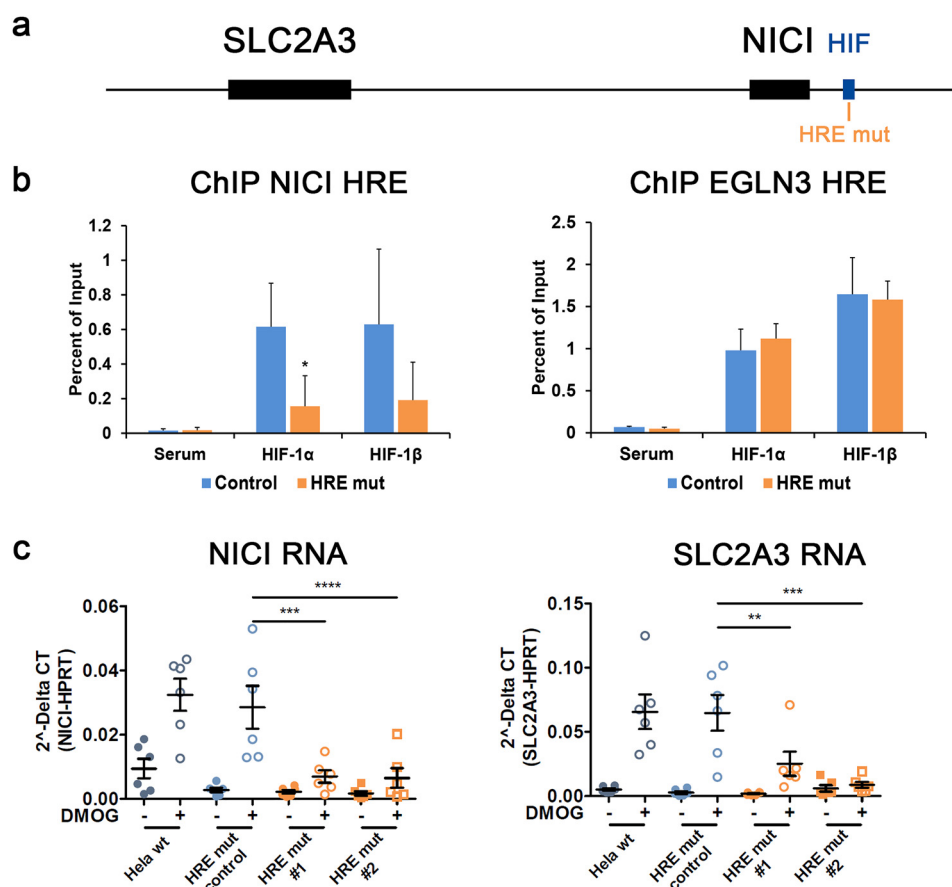 a
SLC2A3
NICI HIF
HRE mut
b
ChIP NICI HRE
Percent of Input
1.2
1
0.8
0.6
0.4
0.2
0
*
Serum HIF-1α HIF-1β
Control HRE mut
ChIP EGLN3 HRE
Percent of Input
2.5
2
1.5
1
0.5
0
Serum HIF-1α HIF-1β
Control HRE mut
c
NICI RNA
2^-Delta CT
(NICI-HPRT)
0.06
0.04
0.02
0.00
****
***
DMOG - + - + - + - +
Hela wt
HRE mut
control
HRE mut
#1
HRE mut
#2
SLC2A3 RNA
2^-Delta CT
(SLC2A3-HPRT)
0.15
0.10
0.05
0.00
***
**
DMOG - + - + - + - +
Hela wt
HRE mut
control
HRE mut
#1
HRE mut
#2